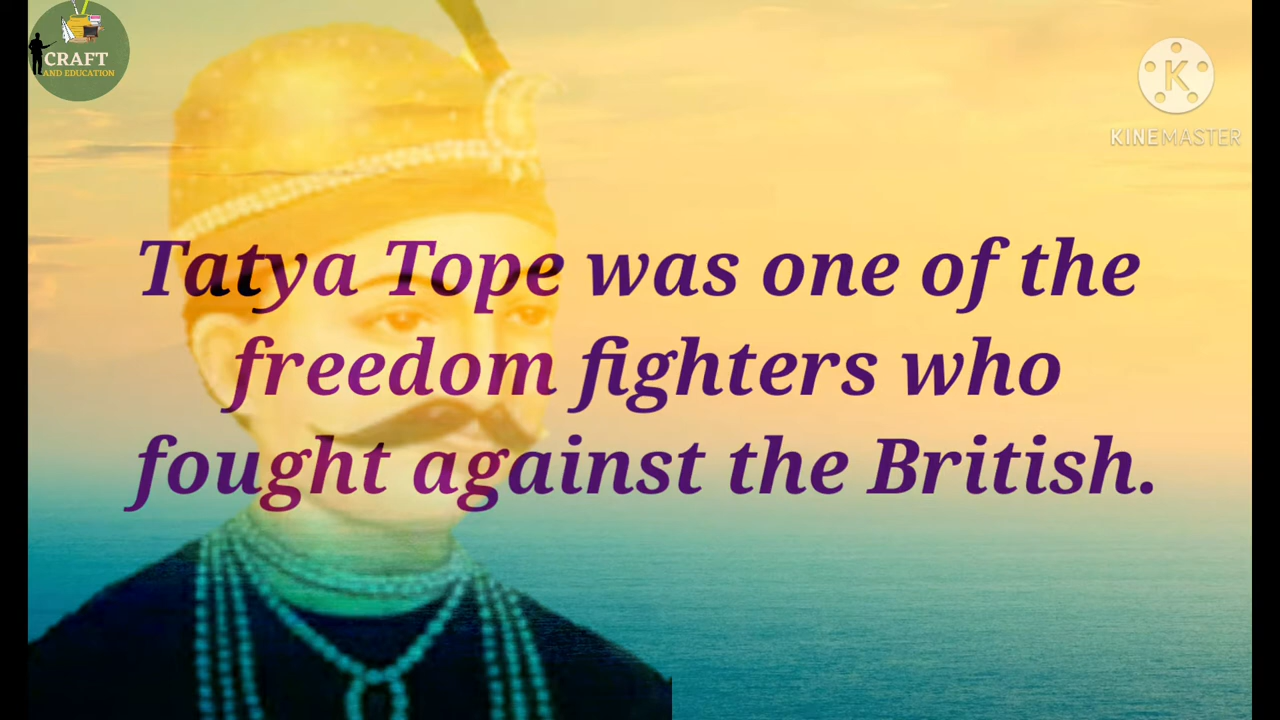 CRAFT
AND EDUCATION
K
KINEMASTER
Tatya Tope was one of the
freedom fighters who
fought against the British.